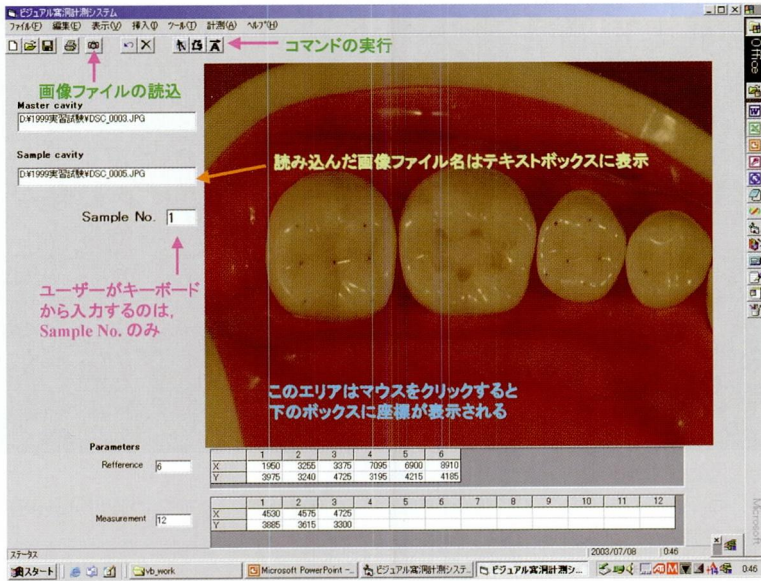 ビジュアル窩洞計測システム
ファイル(F) 編集(E) 表示(V) 挿入(I) ツール(T) 計測(A) ヘルプ(H)
コマンドの実行
画像ファイルの読込
Master cavity
D:¥1999実習試験¥DSC_0003.JPG
Sample cavity
D:¥1999実習試験¥DSC_0005.JPG
読み込んだ画像ファイル名はテキストボックスに表示
Sample No. 1
ユーザーがキーボード
から入力するのは,
Sample No. のみ
このエリアはマウスをクリックすると
下のボックスに座標が表示される
Parameters
Refference 6
1 2 3 4 5 6
X 1950 3255 3375 7095 6900 8910
Y 3975 3240 4725 3195 4215 4185
Measurement 12
1 2 3 4 5 6 7 8 9 10 11 12
X 4530 4575 4725
Y 3885 3615 3300
ステータス
2003/07/08 0:46
スタート
vb_work
Microsoft PowerPoint -...
ビジュアル窩洞計測システ...
ビジュアル窩洞計測シ...
0:46
Office
Microsoft